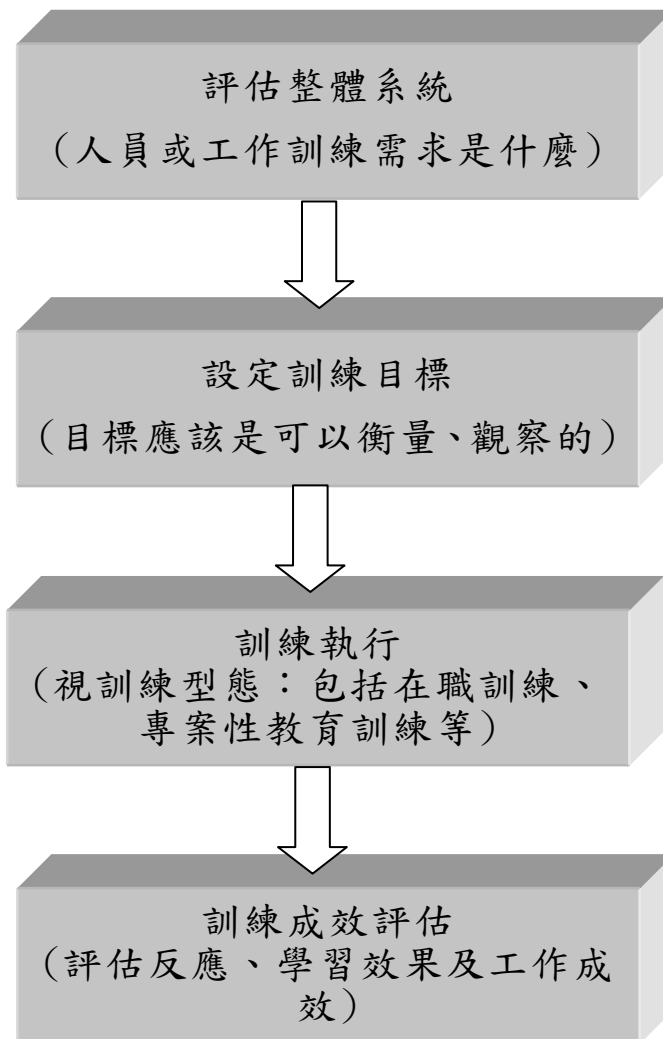 評估整體系統
（人員或工作訓練需求是什麼）
設定訓練目標
（目標應該是可以衡量、觀察的）
訓練執行
（視訓練型態：包括在職訓練、
專案性教育訓練等）
訓練成效評估
（評估反應、學習效果及工作成
效）